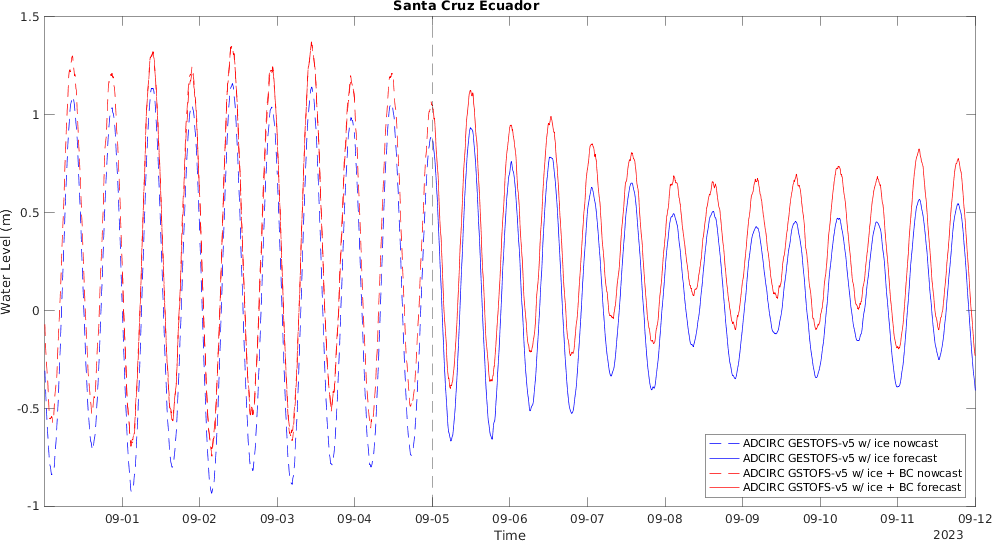 Santa Cruz Ecuador
1.5
1
0.5
0
-0.5
-1
Water Level (m)
ADCIRC GESTOFS-v5 w/ ice nowcast
ADCIRC GESTOFS-v5 w/ ice forecast
ADCIRC GSTOFS-v5 w/ ice + BC nowcast
ADCIRC GSTOFS-v5 w/ ice + BC forecast
09-01 09-02 09-03 09-04 09-05 09-06 09-07 09-08 09-09 09-10 09-11 09-12
Time
2023